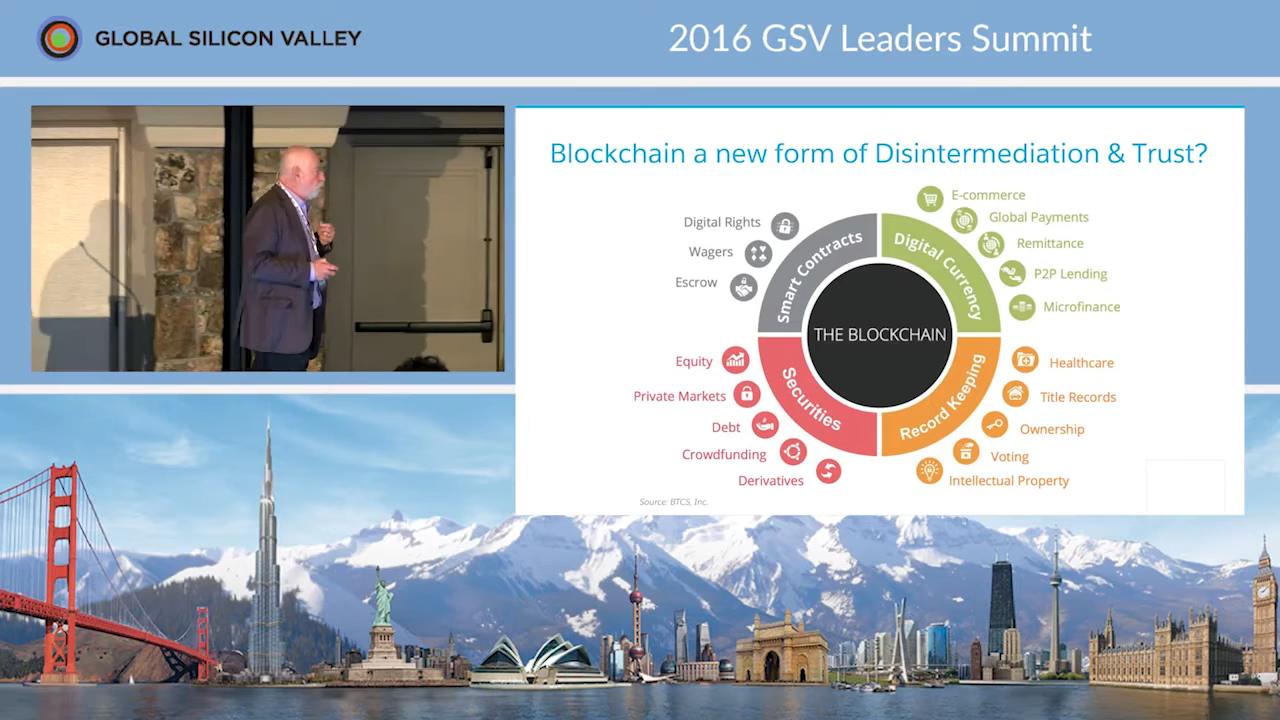 GLOBAL SILICON VALLEY
2016 GSV Leaders Summit
Blockchain a new form of Disintermediation & Trust?
Digital Rights
Wagers
Escrow
Smart Contracts
Digital Currency
E-commerce
Global Payments
Remittance
P2P Lending
Microfinance
THE BLOCKCHAIN
Equity
Private Markets
Debt
Crowdfunding
Derivatives
Securities
Record Keeping
Healthcare
Title Records
Ownership
Voting
Intellectual Property
Source: BTCS, Inc.